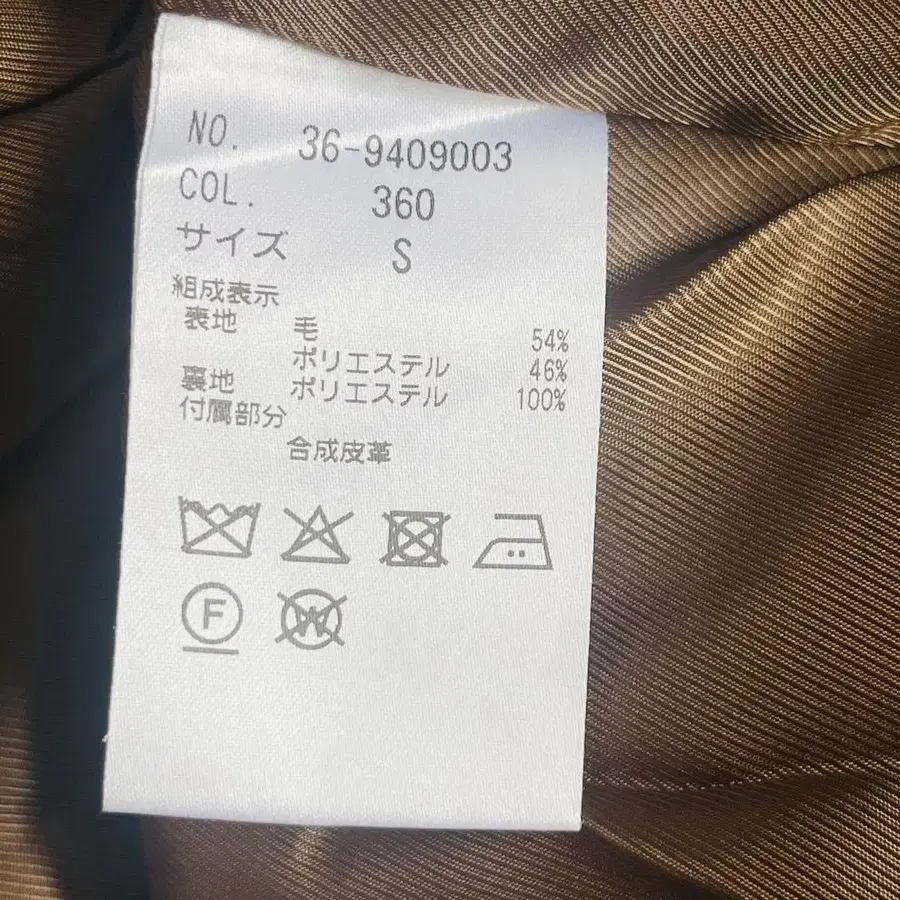 NO. 36-9409003
COL. 360
サイズ S
組成表示
表地 毛 54%
ポリエステル 46%
裏地 ポリエステル 100%
付属部分
合成皮革
F W